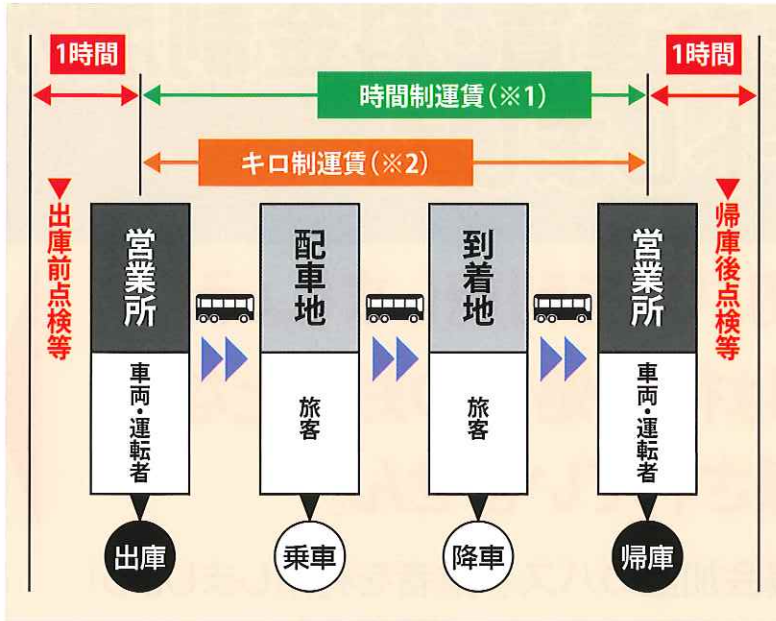 1時間
1時間
時間制運賃(※1)
キロ制運賃(※2)
出庫前点検等
営業所
配車地
到着地
営業所
帰庫後点検等
車両・運転者
旅客
旅客
車両・運転者
出庫
乗車
降車
帰庫